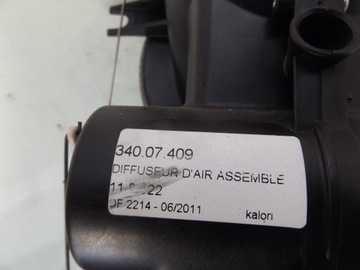 340.07.409
DIFFUSEUR D'AIR ASSEMBLE
OF 2214 - 06/2011 kalori